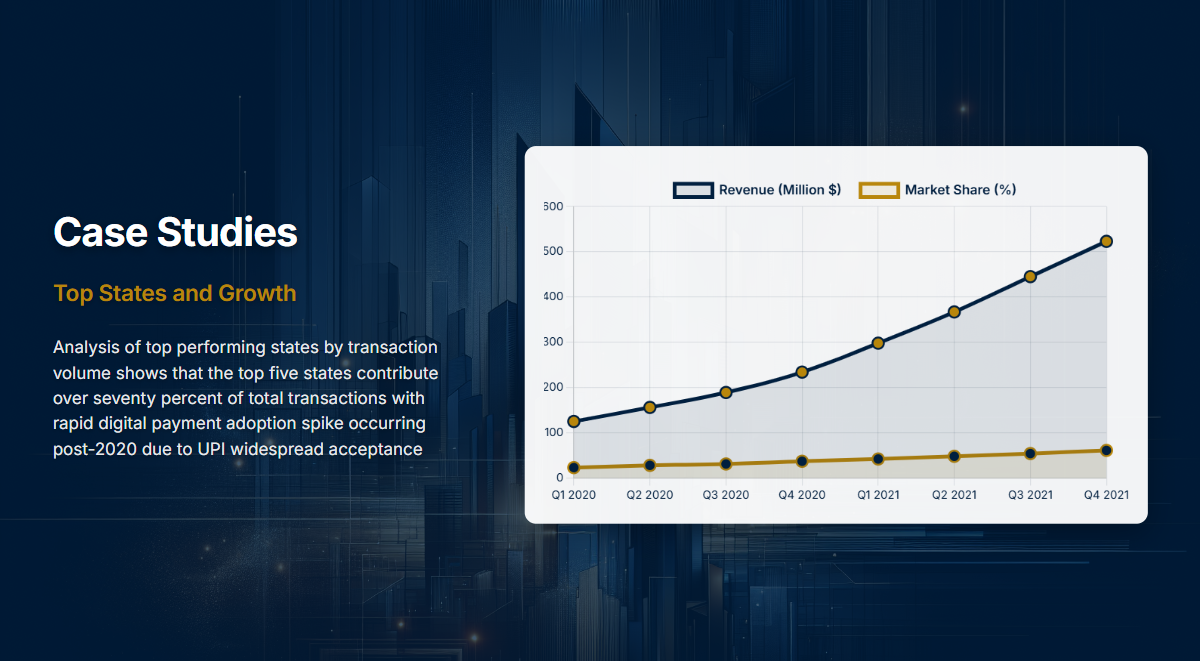 Case Studies
Top States and Growth
Analysis of top performing states by transaction
volume shows that the top five states contribute
over seventy percent of total transactions with
rapid digital payment adoption spike occurring
post-2020 due to UPI widespread acceptance
Revenue (Million $) Market Share (%)
600
500
400
300
200
100
0
Q1 2020 Q2 2020 Q3 2020 Q4 2020 Q1 2021 Q2 2021 Q3 2021 Q4 2021